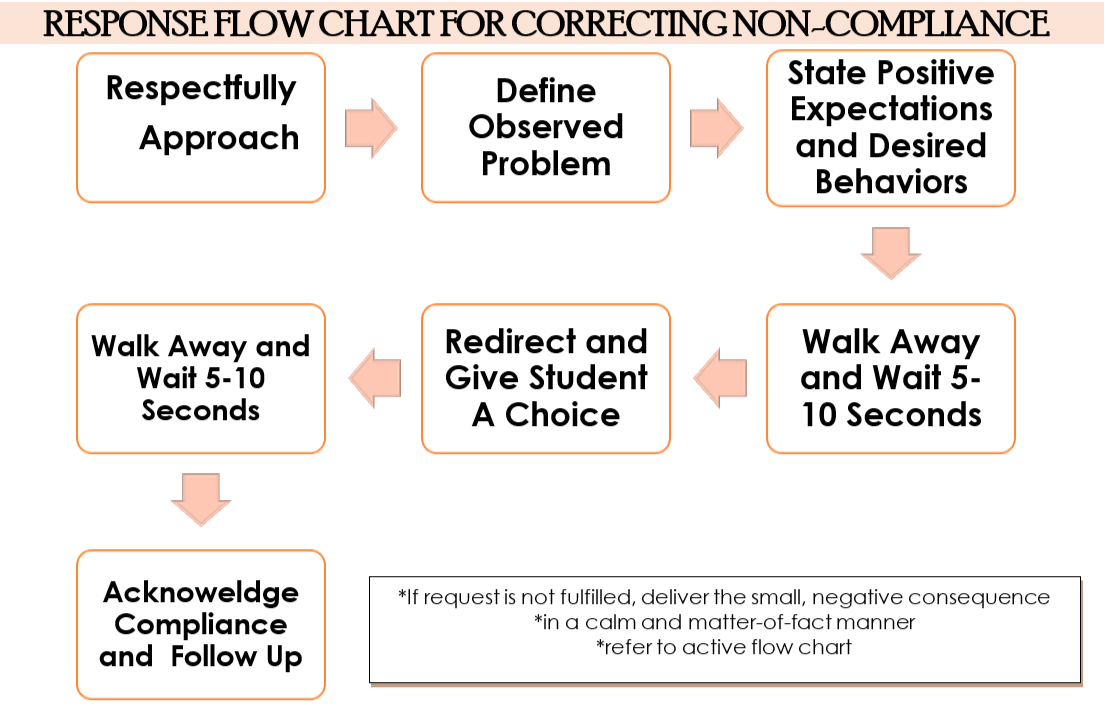 RESPONSE FLOW CHART FOR CORRECTING NON-COMPLIANCE
Respectfully
Approach
Define
Observed
Problem
State Positive
Expectations
and Desired
Behaviors
Walk Away
and Wait 5-
10 Seconds
Redirect and
Give Student
A Choice
Walk Away and
Wait 5-10
Seconds
Acknoweldge
Compliance
and Follow Up
*If request is not fulfilled, deliver the small, negative consequence
*in a calm and matter-of-fact manner
*refer to active flow chart